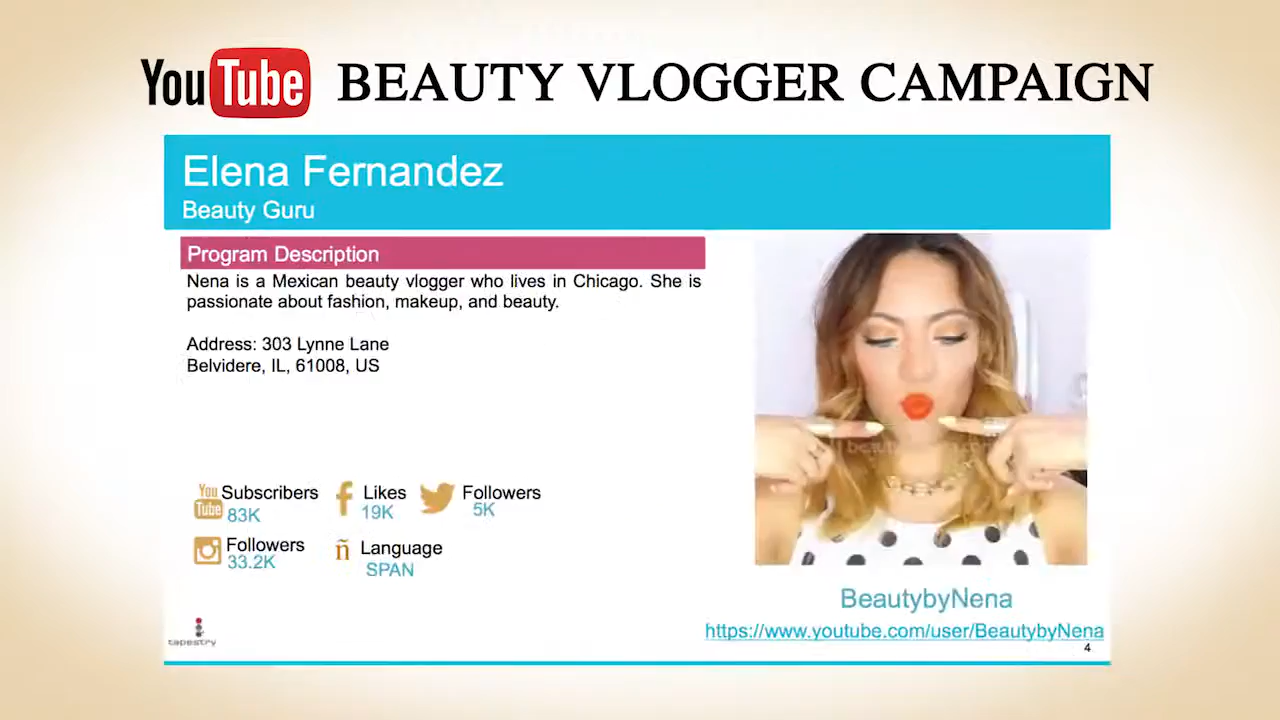 YouTube BEAUTY VLOGGER CAMPAIGN
Elena Fernandez
Beauty Guru
Program Description
Nena is a Mexican beauty vlogger who lives in Chicago. She is
passionate about fashion, makeup, and beauty.
Address: 303 Lynne Lane
Belvidere, IL, 61008, US
You Tube Subscribers
83K
f Likes
19K
Followers
5K
Followers
33.2K
ñ Language
SPAN
BeautybyNena
https://www.youtube.com/user/BeautybyNena
tapestry
4